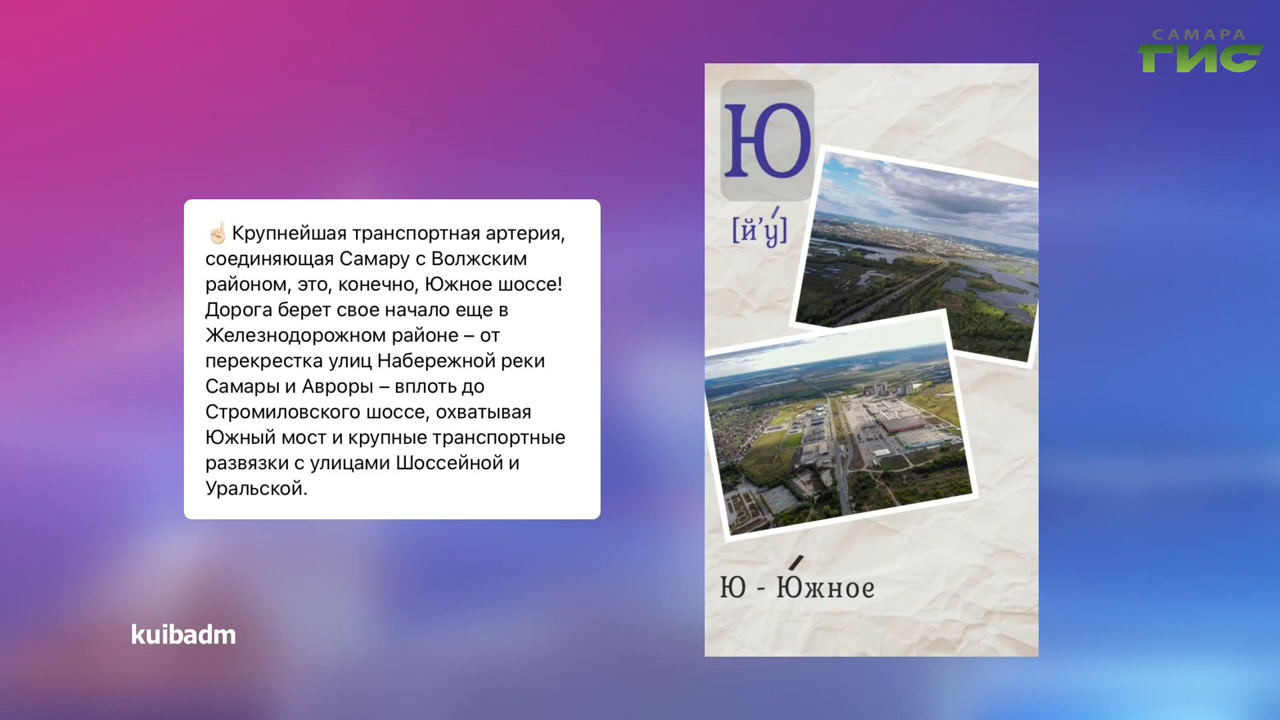 САМАРА
ГИС
Ю
[й’у́]
☝🏻Крупнейшая транспортная артерия,
соединяющая Самару с Волжским
районом, это, конечно, Южное шоссе!
Дорога берет свое начало еще в
Железнодорожном районе – от
перекрестка улиц Набережной реки
Самары и Авроры – вплоть до
Стромиловского шоссе, охватывая
Южный мост и крупные транспортные
развязки с улицами Шоссейной и
Уральской.
Ю - Ю́жное
kuibadm